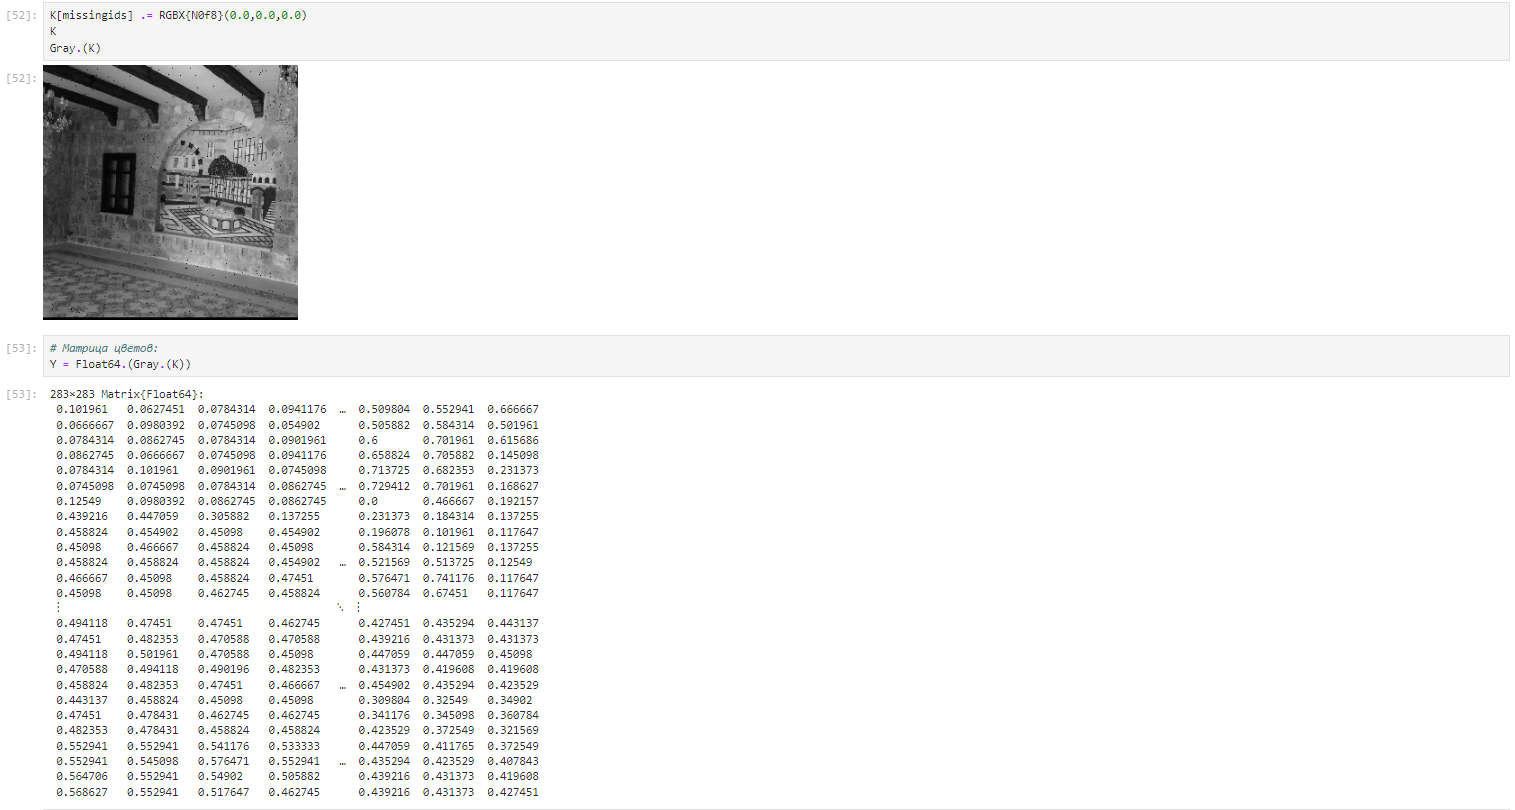 [52]: K[missingids] .= RGBX{N0f8}(0.0,0.0,0.0)
K
Gray.(K)
[52]:
[53]: # Матрица цветов:
Y = Float64.(Gray.(K))
[53]: 283×283 Matrix{Float64}:
0.101961 0.0627451 0.0784314 0.0941176 … 0.509804 0.552941 0.666667
0.0666667 0.0980392 0.0745098 0.054902 0.505882 0.584314 0.501961
0.0784314 0.0862745 0.0784314 0.0901961 0.6 0.701961 0.615686
0.0862745 0.0666667 0.0745098 0.0941176 0.658824 0.705882 0.145098
0.0784314 0.101961 0.0901961 0.0745098 0.713725 0.682353 0.231373
0.0745098 0.0745098 0.0784314 0.0862745 … 0.729412 0.701961 0.168627
0.12549 0.0980392 0.0862745 0.0862745 0.0 0.466667 0.192157
0.439216 0.447059 0.305882 0.137255 0.231373 0.184314 0.137255
0.458824 0.454902 0.45098 0.454902 0.196078 0.101961 0.117647
0.45098 0.466667 0.458824 0.45098 0.584314 0.121569 0.137255
0.458824 0.458824 0.458824 0.454902 … 0.521569 0.513725 0.12549
0.466667 0.45098 0.458824 0.47451 0.576471 0.741176 0.117647
0.45098 0.45098 0.462745 0.458824 0.560784 0.67451 0.117647
⋮ ⋱ ⋮
0.494118 0.47451 0.47451 0.462745 0.427451 0.435294 0.443137
0.47451 0.482353 0.470588 0.470588 0.439216 0.431373 0.431373
0.494118 0.501961 0.470588 0.45098 0.447059 0.447059 0.45098
0.470588 0.494118 0.490196 0.482353 0.431373 0.419608 0.419608
0.458824 0.482353 0.47451 0.466667 … 0.454902 0.435294 0.423529
0.443137 0.458824 0.45098 0.45098 0.309804 0.32549 0.34902
0.47451 0.478431 0.462745 0.462745 0.341176 0.345098 0.360784
0.482353 0.478431 0.458824 0.458824 0.423529 0.372549 0.321569
0.552941 0.552941 0.541176 0.533333 0.447059 0.411765 0.372549
0.552941 0.545098 0.576471 0.552941 … 0.435294 0.423529 0.407843
0.564706 0.552941 0.54902 0.505882 0.439216 0.431373 0.419608
0.568627 0.552941 0.517647 0.462745 0.439216 0.431373 0.427451